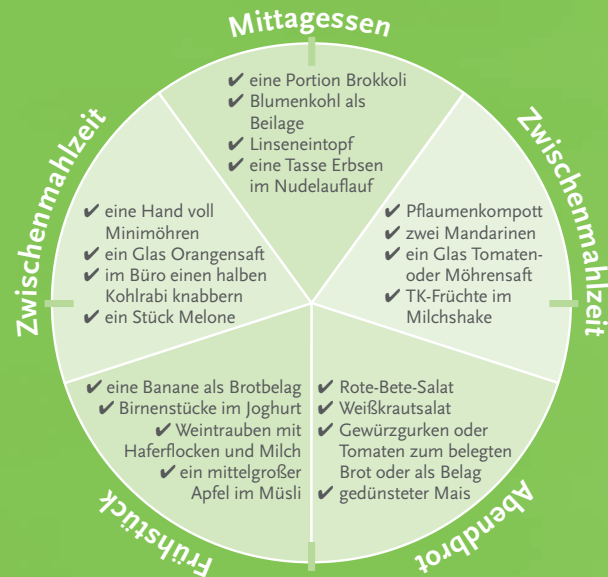 Mittagessen
✔ eine Portion Brokkoli
✔ Blumenkohl als
Beilage
✔ Linseneintopf
✔ eine Tasse Erbsen
im Nudelauflauf
Zwischenmahlzeit
✔ eine Hand voll
Minimöhren
✔ ein Glas Orangensaft
✔ im Büro einen halben
Kohlrabi knabbern
✔ ein Stück Melone
Zwischenmahlzeit
✔ Pflaumenkompott
✔ zwei Mandarinen
✔ ein Glas Tomaten-
oder Möhrensaft
✔ TK-Früchte im
Milchshake
✔ eine Banane als Brotbelag
✔ Birnenstücke im Joghurt
✔ Weintrauben mit
Haferflocken und Milch
✔ ein mittelgroßer
Apfel im Müsli
Frühstück
✔ Rote-Bete-Salat
✔ Weißkrautsalat
✔ Gewürzgurken oder
Tomaten zum belegten
Brot oder als Belag
✔ gedünsteter Mais
Abendbrot